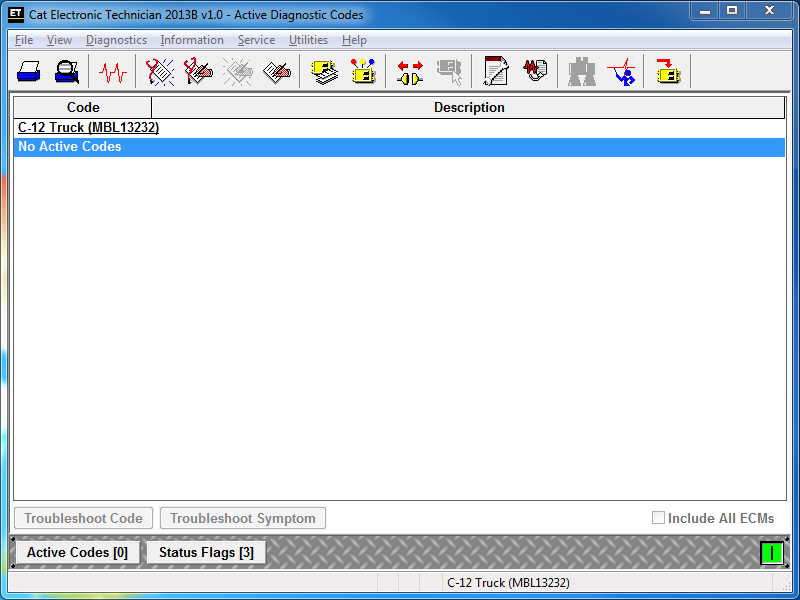 ET Cat Electronic Technician 2013B v1.0 - Active Diagnostic Codes
File View Diagnostics Information Service Utilities Help
Code Description
C-12 Truck (MBL13232)
No Active Codes
Troubleshoot Code Troubleshoot Symptom Include All ECMs
Active Codes [0] Status Flags [3]
C-12 Truck (MBL13232)